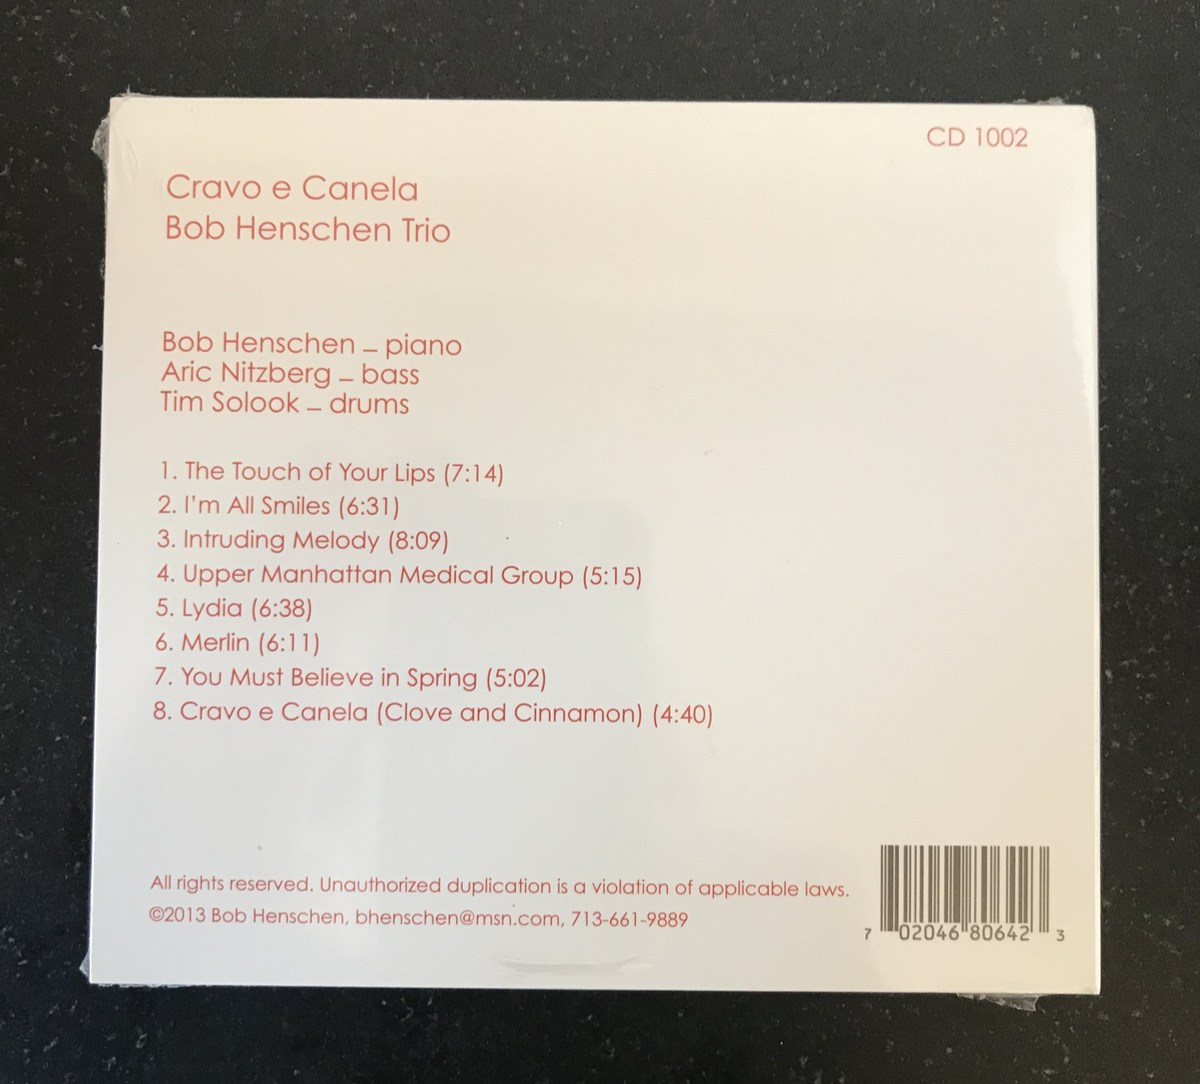 CD 1002
Cravo e Canela
Bob Henschen Trio
Bob Henschen – piano
Aric Nitzberg – bass
Tim Solook – drums
1. The Touch of Your Lips (7:14)
2. I'm All Smiles (6:31)
3. Intruding Melody (8:09)
4. Upper Manhattan Medical Group (5:15)
5. Lydia (6:38)
6. Merlin (6:11)
7. You Must Believe in Spring (5:02)
8. Cravo e Canela (Clove and Cinnamon) (4:40)
All rights reserved. Unauthorized duplication is a violation of applicable laws.
©2013 Bob Henschen, bhenschen@msn.com, 713-661-9889
7 02046 80642 3